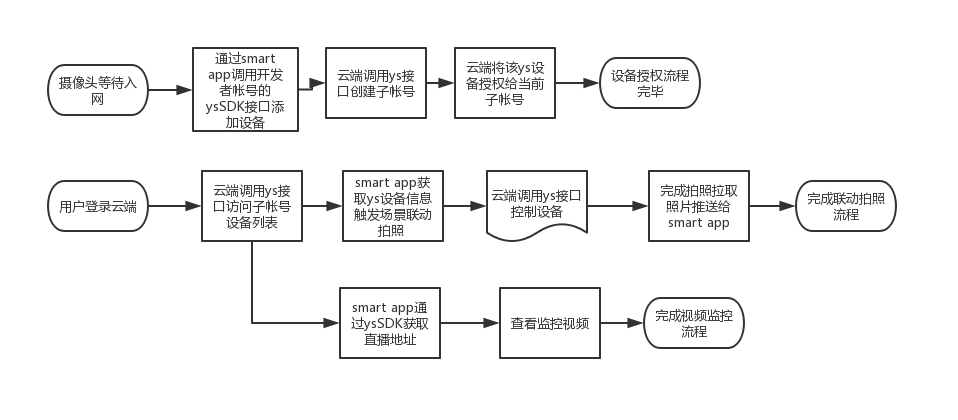 摄像头等待入
网
通过smart
app调用开发
者帐号的
ysSDK接口添
加设备
云端调用ys接
口创建子帐号
云端将该ys设
备授权给当前
子帐号
设备授权流程
完毕
用户登录云端
云端调用ys接
口访问子帐号
设备列表
smart app获
取ys设备信息
触发场景联动
拍照
云端调用ys接口
控制设备
完成拍照拉取
照片推送给
smart app
完成联动拍照
流程
smart app通
过ysSDK获取
直播地址
查看监控视频
完成视频监控
流程